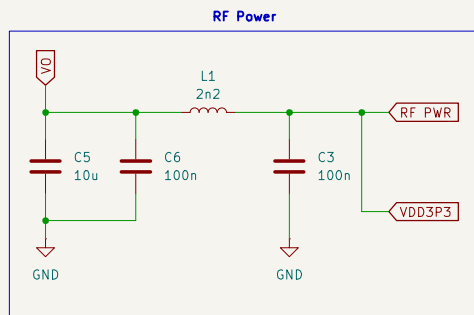 RF Power
VO
L1
2n2
RF PWR
C5
10u
C6
100n
C3
100n
VDD3P3
GND
GND